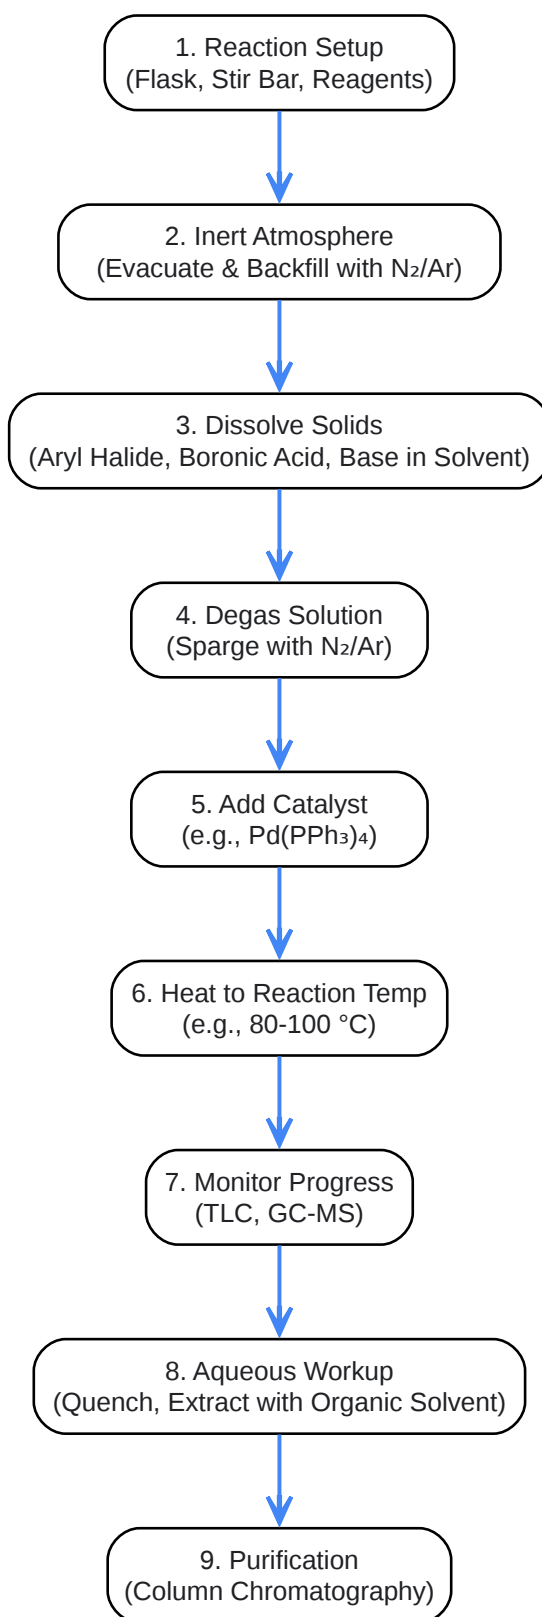 1. Reaction Setup
(Flask, Stir Bar, Reagents)
2. Inert Atmosphere
(Evacuate & Backfill with N₂/Ar)
3. Dissolve Solids
(Aryl Halide, Boronic Acid, Base in Solvent)
4. Degas Solution
(Sparge with N₂/Ar)
5. Add Catalyst
(e.g., Pd(PPh₃)₄)
6. Heat to Reaction Temp
(e.g., 80-100 °C)
7. Monitor Progress
(TLC, GC-MS)
8. Aqueous Workup
(Quench, Extract with Organic Solvent)
9. Purification
(Column Chromatography)